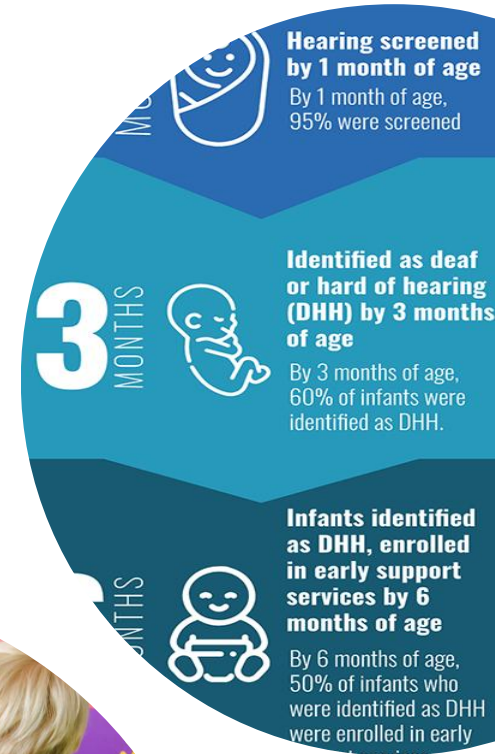 Hearing screened
by 1 month of age
By 1 month of age,
95% were screened
3
MONTHS
Identified as deaf
or hard of hearing
(DHH) by 3 months
of age
By 3 months of age,
60% of infants were
identified as DHH.
Infants identified
as DHH, enrolled
in early support
services by 6
months of age
By 6 months of age,
50% of infants who
were identified as DHH
were enrolled in early